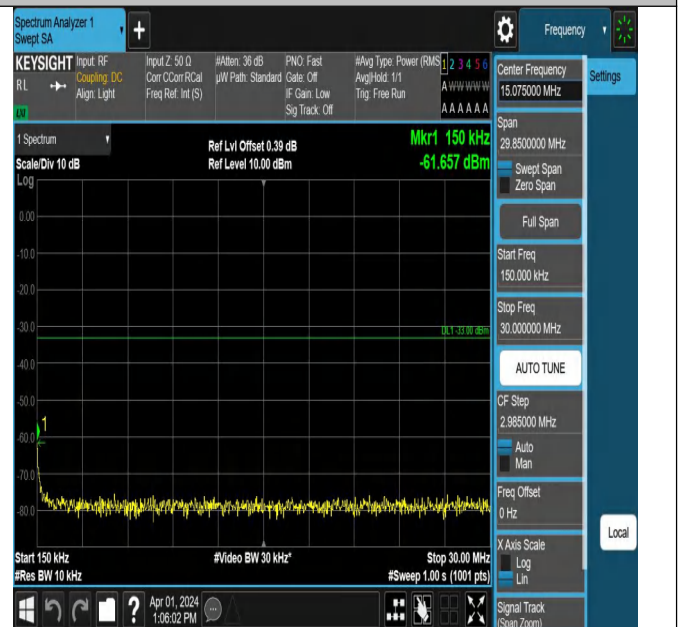 Spectrum Analyzer 1
Swept SA
+
Frequency
KEYSIGHT
RL
LXI
Input: RF
Coupling: DC
Align: Light
Input Z: 50 Ω
Corr CCorr RCal
Freq Ref: Int (S)
#Atten: 36 dB
µW Path: Standard
PNO: Fast
Gate: Off
IF Gain: Low
Sig Track: Off
#Avg Type: Power (RMS
Avg|Hold: 1/1
Trig: Free Run
1 2 3 4 5 6
A W W W W W
A A A A A A
1 Spectrum
Scale/Div 10 dB
Log
Ref Lvl Offset 0.39 dB
Ref Level 10.00 dBm
Mkr1 150 kHz
-61.657 dBm
0.00
-10.0
-20.0
-30.0
DL1 -33.00 dBm
-40.0
-50.0
1
-60.0
-70.0
-80.0
Start 150 kHz
#Res BW 10 kHz
#Video BW 30 kHz*
Stop 30.00 MHz
#Sweep 1.00 s (1001 pts)
?
Apr 01, 2024
1:06:02 PM
Center Frequency
15.075000 MHz
Settings
Span
29.8500000 MHz
Swept Span
Zero Span
Full Span
Start Freq
150.000 kHz
Stop Freq
30.000000 MHz
AUTO TUNE
CF Step
2.985000 MHz
Auto
Man
Freq Offset
0 Hz
Local
X Axis Scale
Log
Lin
Signal Track
(Span Zoom)